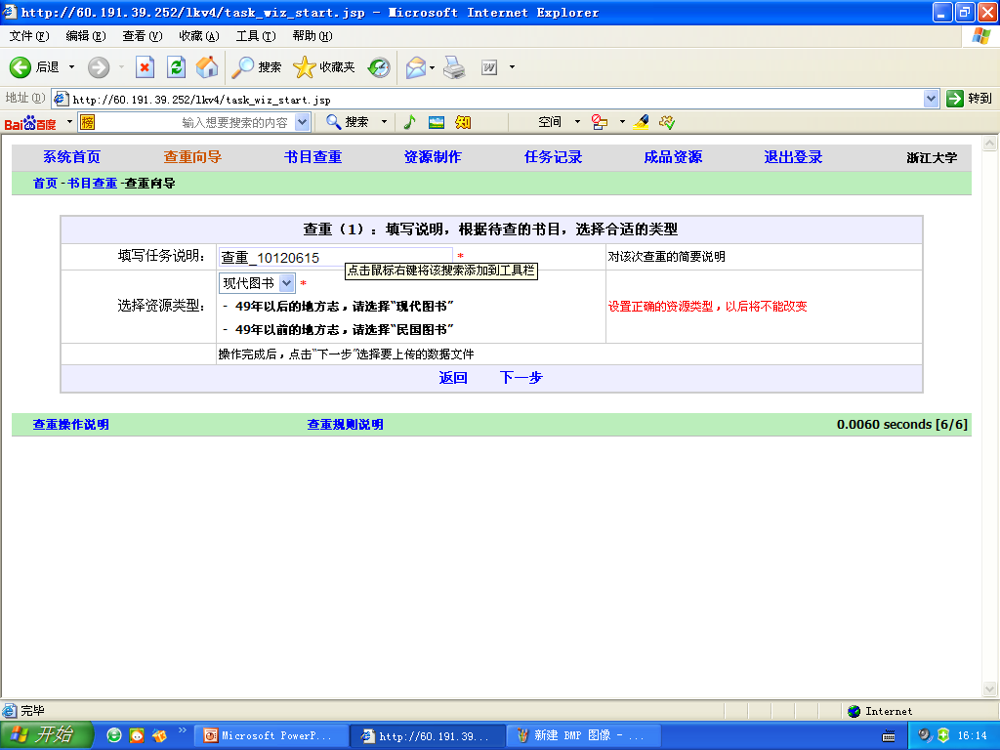 http://60.191.39.252/lkv4/task_wiz_start.jsp - Microsoft Internet Explorer
文件(F) 编辑(E) 查看(V) 收藏(A) 工具(T) 帮助(H)
后退 搜索 收藏夹
地址(D) http://60.191.39.252/lkv4/task_wiz_start.jsp 转到
Bai百度 榜 输入想要搜索的内容 搜索 知 空间
系统首页 查重向导 书目查重 资源制作 任务记录 成品资源 退出登录 浙江大学
首页 - 书目查重 -查重向导
查重（1）: 填写说明，根据待查的书目，选择合适的类型
填写任务说明: 查重_10120615 * 对该次查重的简要说明
点击鼠标右键将该搜索添加到工具栏
选择资源类型: 现代图书 * 设置正确的资源类型，以后将不能改变
- 49年以后的地方志，请选择“现代图书”
- 49年以前的地方志，请选择“民国图书”
操作完成后，点击“下一步”选择要上传的数据文件
返回 下一步
查重操作说明 查重规则说明 0.0060 seconds [6/6]
完毕 Internet
开始 Microsoft PowerP... http://60.191.39... 新建 BMP 图像 - ... 16:14